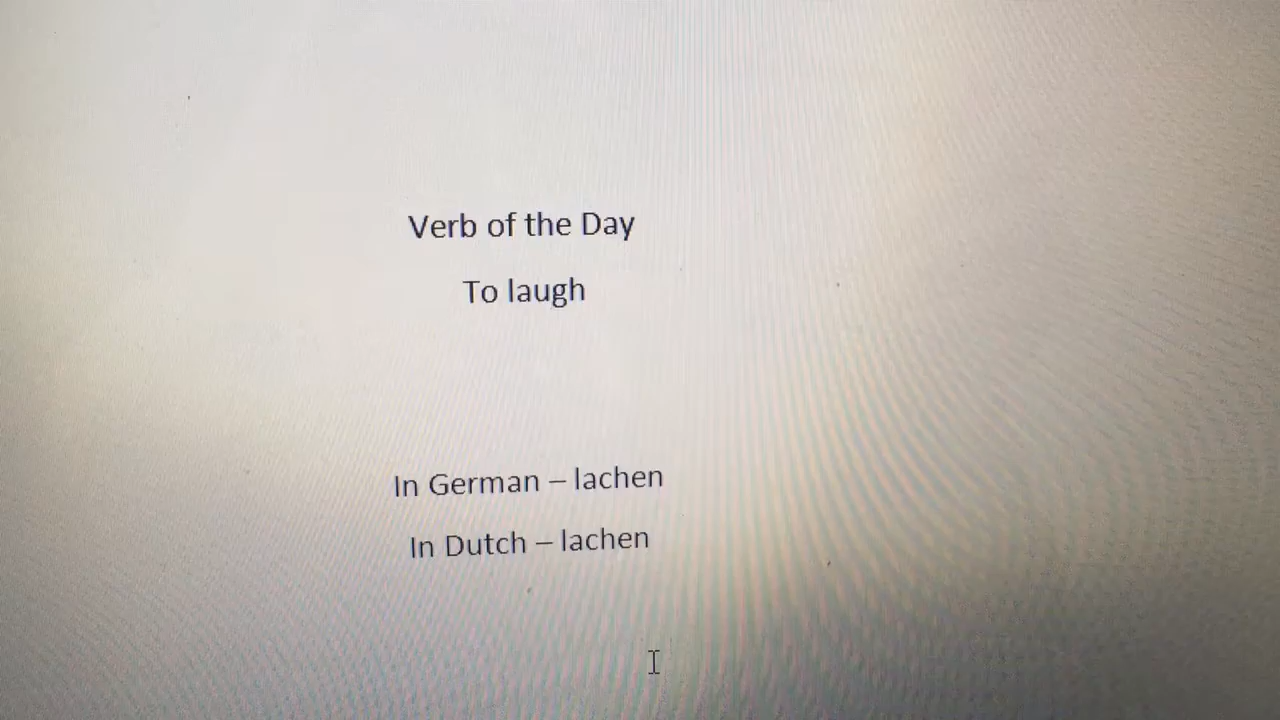 Verb of the Day
To laugh
In German – lachen
In Dutch – lachen